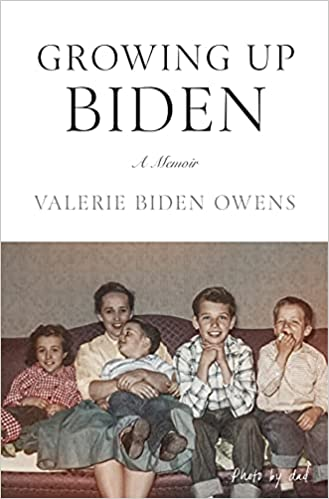 GROWING UP
BIDEN
A Memoir
VALERIE BIDEN OWENS
Photo by dad